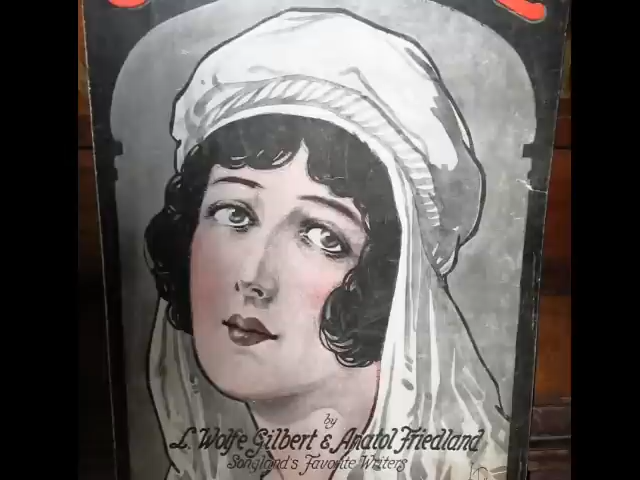 by
L. Wolfe Gilbert & Anatol Friedland
Songland's Favorite Writers